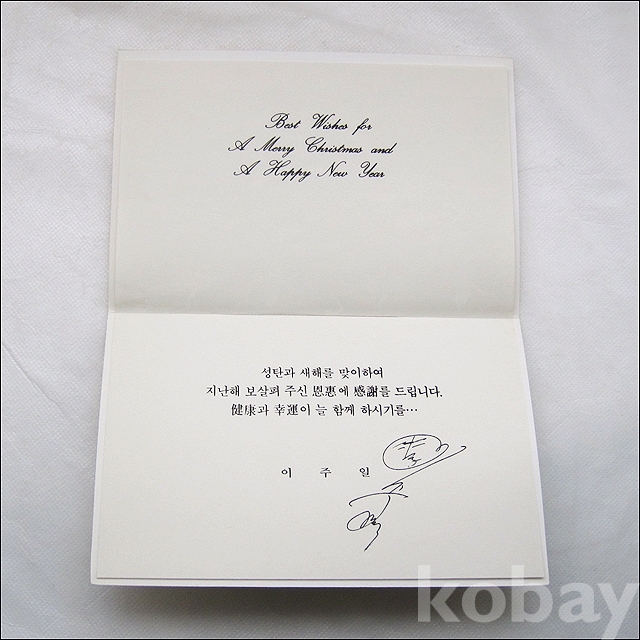 Best Wishes for
A Merry Christmas and
A Happy New Year
성탄과 새해를 맞이하여
지난해 보살펴 주신 恩惠에 感謝를 드립니다.
健康과 幸運이 늘 함께 하시기를…
이 주 일
kobay